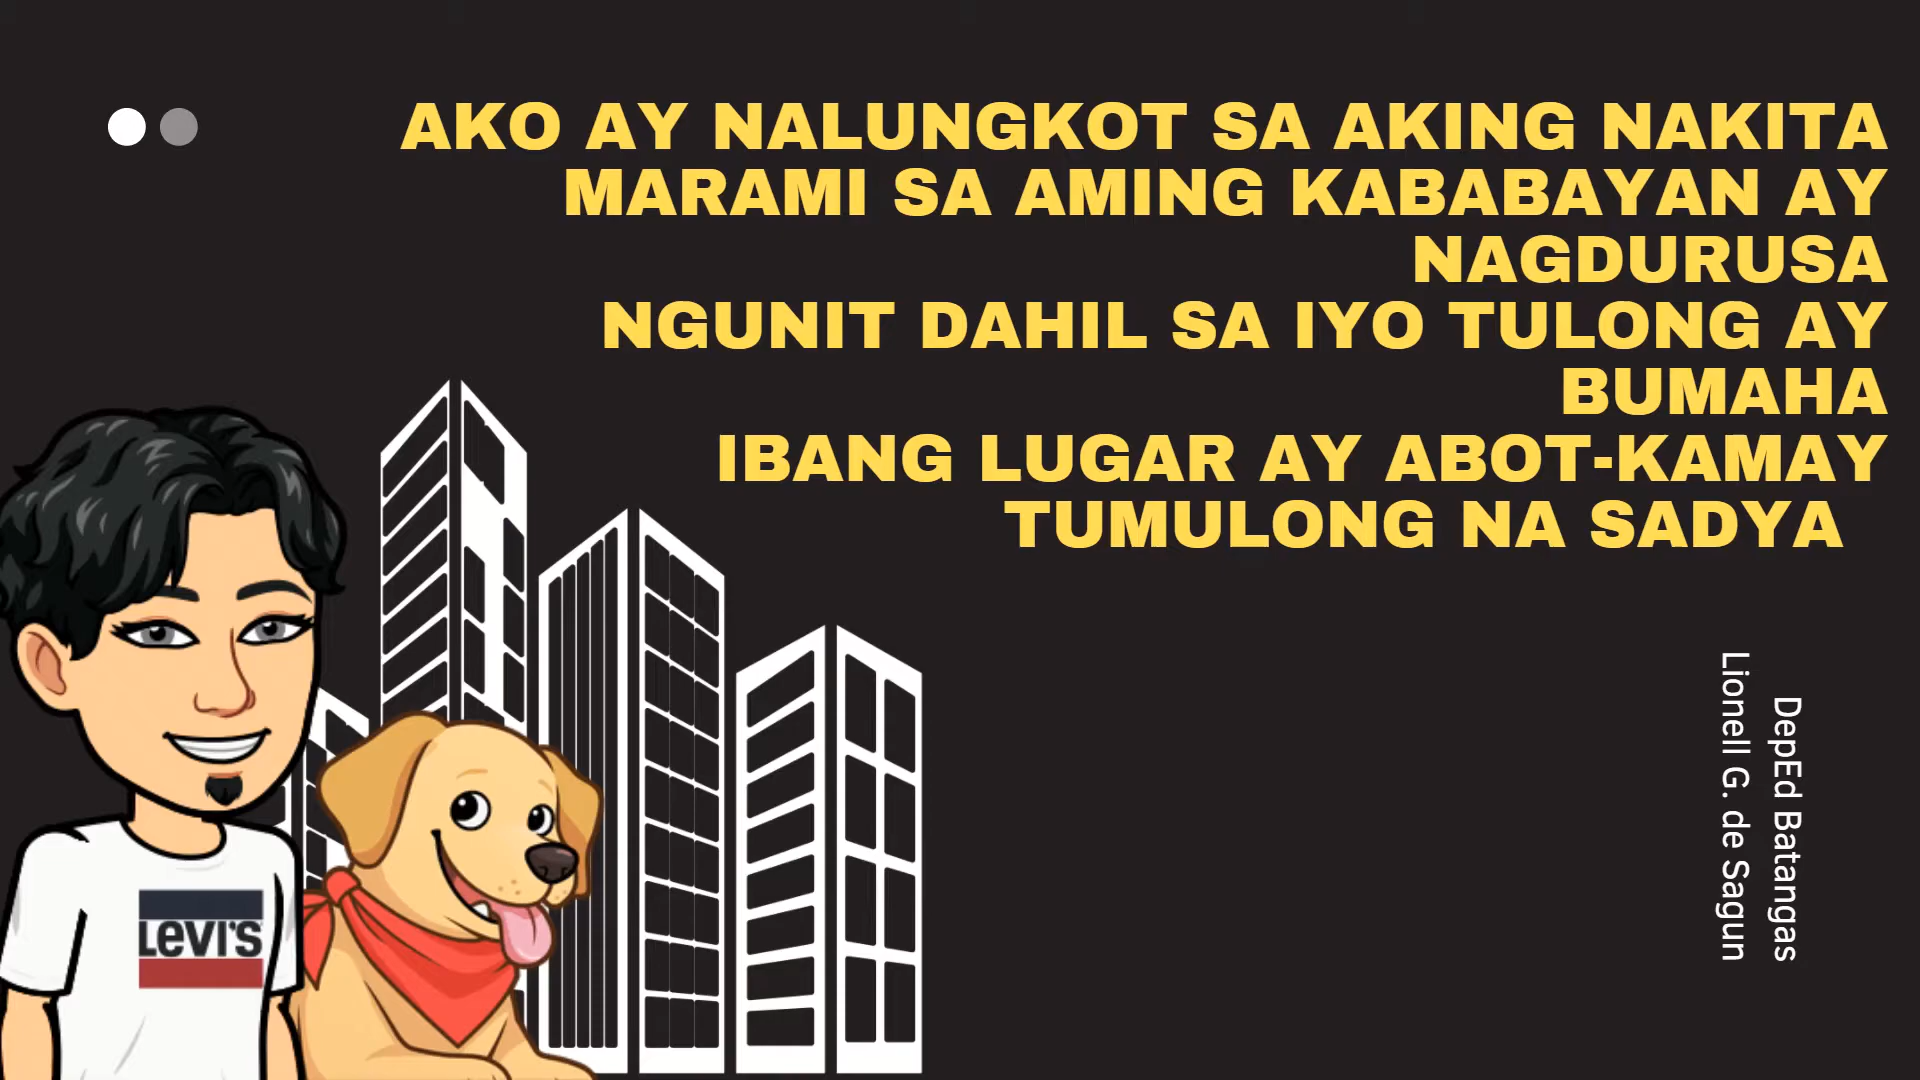 AKO AY NALUNGKOT SA AKING NAKITA
MARAMI SA AMING KABABAYAN AY
NAGDURUSA
NGUNIT DAHIL SA IYO TULONG AY
BUMAHA
IBANG LUGAR AY ABOT-KAMAY
TUMULONG NA SADYA
DepEd Batangas
Lionell G. de Sagun
LEVI'S